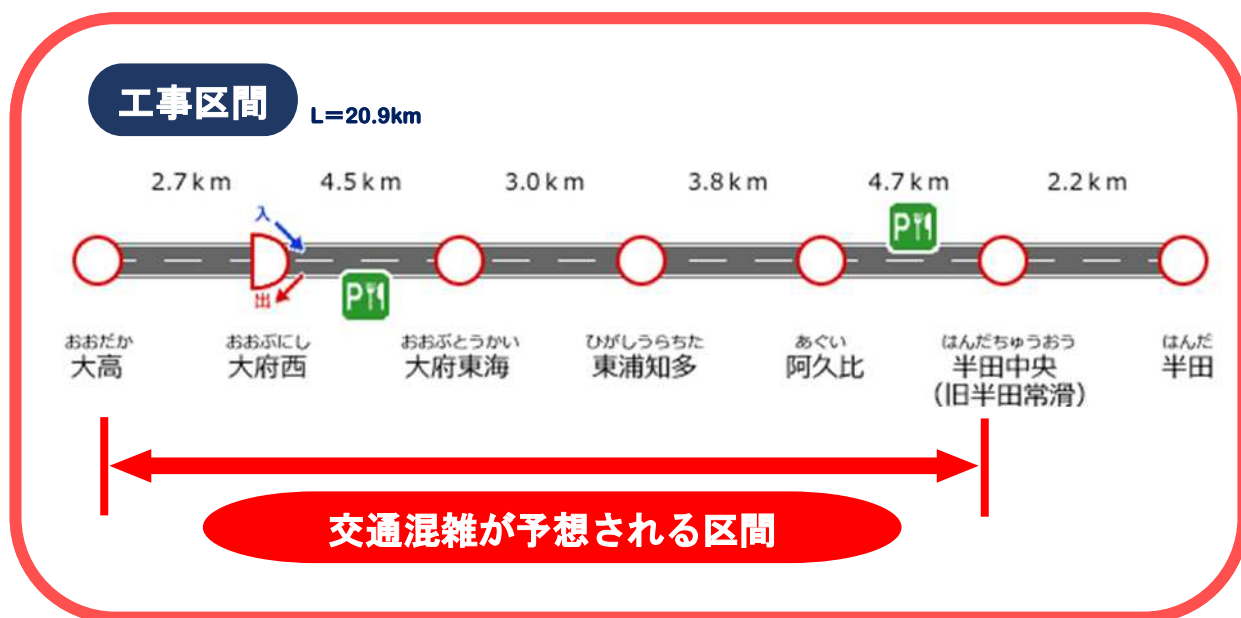 工事区間
L=20.9km
2.7km
4.5km
3.0km
3.8km
4.7km
2.2km
入
P
出
P
おおだか
大高
おおぶにし
大府西
おおぶとうかい
大府東海
ひがしうらちた
東浦知多
あぐい
阿久比
はんだちゅうおう
半田中央
(旧半田常滑)
はんだ
半田
交通混雑が予想される区間